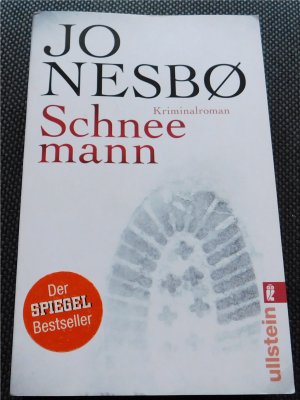 JO
NESBØ
Kriminalroman
Schnee
mann
Der
SPIEGEL
Bestseller
ullstein